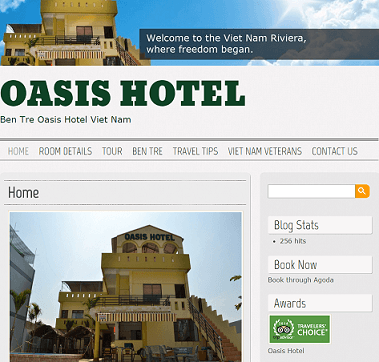 Welcome to the Viet Nam Riviera,
where freedom began.
OASIS HOTEL
Ben Tre Oasis Hotel Viet Nam
HOME ROOM DETAILS TOUR BEN TRE TRAVEL TIPS VIET NAM VETERANS CONTACT US
Home
OASIS HOTEL
Blog Stats
256 hits
Book Now
Book through Agoda
Awards
tripadvisor
TRAVELERS'
CHOICE
Oasis Hotel